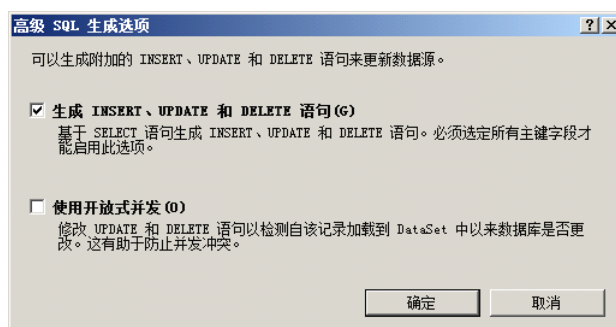 高级 SQL 生成选项
可以生成附加的 INSERT、UPDATE 和 DELETE 语句来更新数据源。
生成 INSERT、UPDATE 和 DELETE 语句(G)
基于 SELECT 语句生成 INSERT、UPDATE 和 DELETE 语句。必须选定所有主键字段才
能启用此选项。
使用开放式并发(O)
修改 UPDATE 和 DELETE 语句以检测自该记录加载到 DataSet 中以来数据库是否更
改。这有助于防止并发冲突。
确定 取消